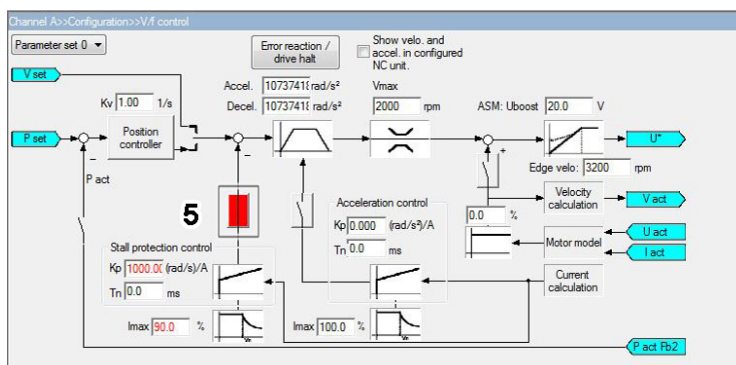 Channel A>>Configuration>>V/f control
Parameter set 0
Error reaction / drive halt
Show velo. and accel. in configured NC unit.
V set
Accel. 10737418 rad/s²
Decel. 10737418 rad/s²
Vmax
2000 rpm
ASM: Uboost 20.0 V
Kv 1.00 1/s
P set
Position controller
U*
Edge velo: 3200 rpm
P act
5
Velocity calculation
V act
Acceleration control
Kp 0.000 (rad/s²)/A
Tn 0.0 ms
0.0 %
Motor model
U act
I act
Stall protection control
Kp 1000.00 (rad/s)/A
Tn 0.0 ms
Current calculation
Imax 90.0 %
Imax 100.0 %
P act Fb2